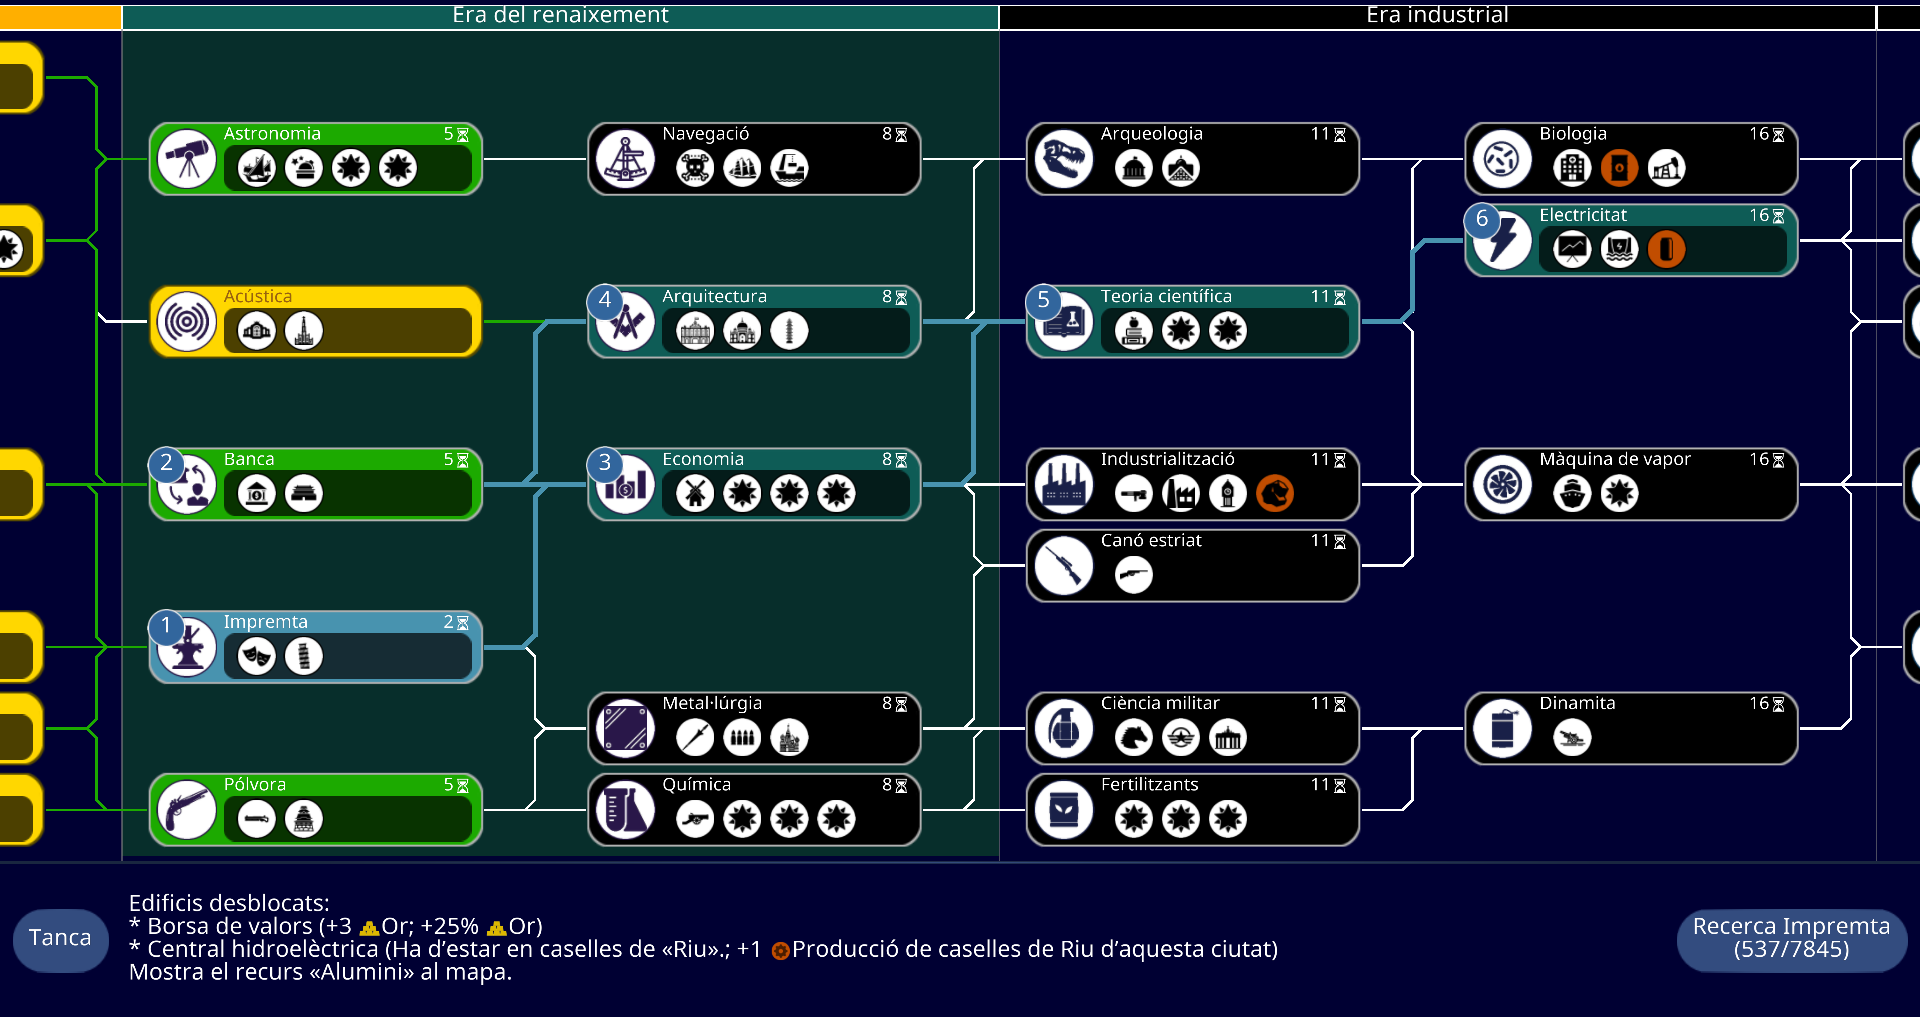 Era del renaixement
Era industrial
Astronomia 5
Navegació 8
Arqueologia 11
Biologia 16
6 Electricitat 16
Acústica
4 Arquitectura 8
5 Teoria científica 11
2 Banca 5
3 Economia 8
Industrialització 11
Màquina de vapor 16
Canó estriat 11
1 Impremta 2
Metal·lúrgia 8
Ciència militar 11
Dinamita 16
Pólvora 5
Química 8
Fertilitzants 11
Tanca
Edificis desblocats:
* Borsa de valors (+3 Or; +25% Or)
* Central hidroelèctrica (Ha d’estar en caselles de «Riu».; +1 Producció de caselles de Riu d’aquesta ciutat)
Mostra el recurs «Alumini» al mapa.
Recerca Impremta
(537/7845)